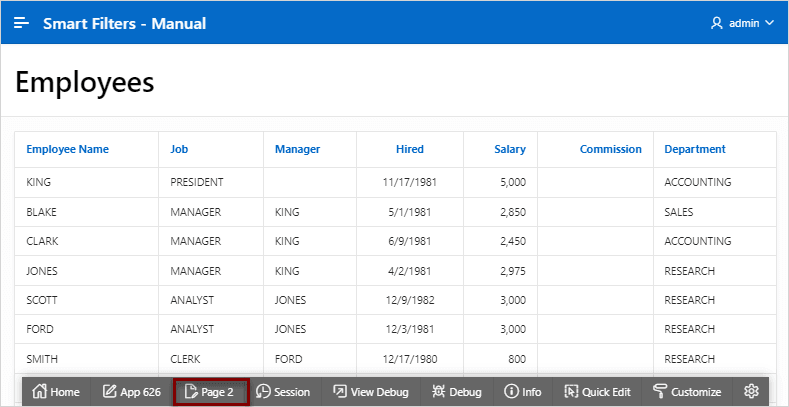 Smart Filters - Manual admin
Employees
Employee Name Job Manager Hired Salary Commission Department
KING PRESIDENT 11/17/1981 5,000 ACCOUNTING
BLAKE MANAGER KING 5/1/1981 2,850 SALES
CLARK MANAGER KING 6/9/1981 2,450 ACCOUNTING
JONES MANAGER KING 4/2/1981 2,975 RESEARCH
SCOTT ANALYST JONES 12/9/1982 3,000 RESEARCH
FORD ANALYST JONES 12/3/1981 3,000 RESEARCH
SMITH CLERK FORD 12/17/1980 800 RESEARCH
Home App 626 Page 2 Session View Debug Debug Info Quick Edit Customize